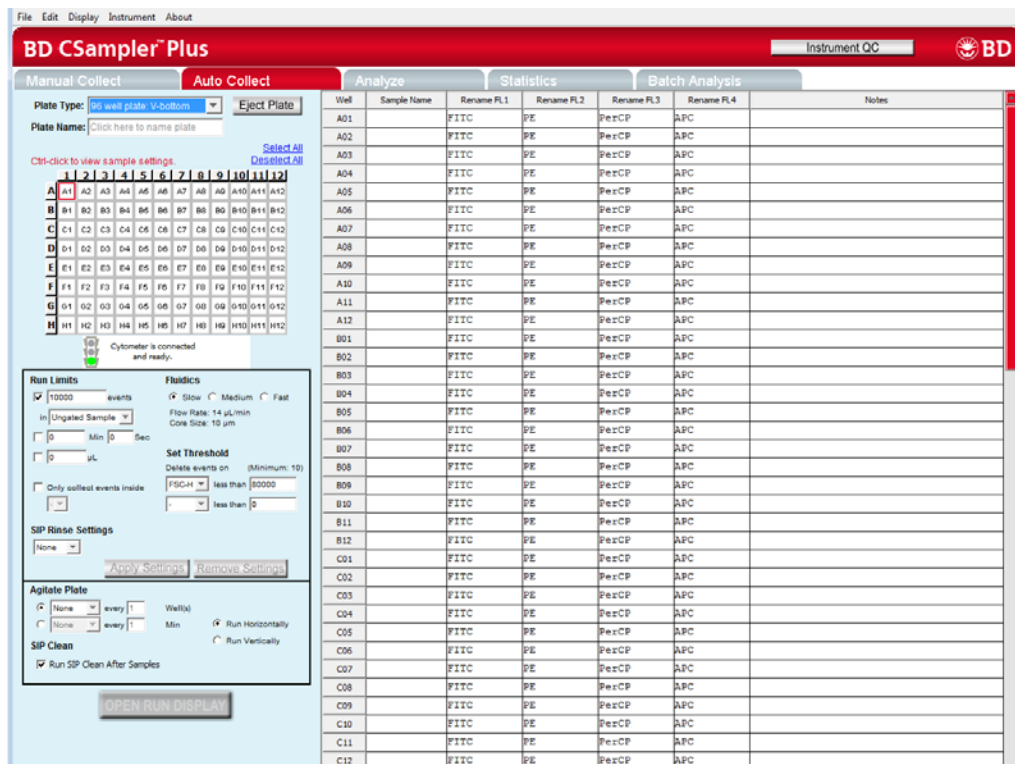 File Edit Display Instrument About
BD CSampler™ Plus
Instrument QC
BD
Manual Collect Auto Collect Analyze Statistics Batch Analysis
Plate Type: 96 well plate: V-bottom Eject Plate
Plate Name: Click here to name plate
Select All
Ctrl-click to view sample settings. Deselect All
1 2 3 4 5 6 7 8 9 10 11 12
A A1 A2 A3 A4 A5 A6 A7 A8 A9 A10 A11 A12
B B1 B2 B3 B4 B5 B6 B7 B8 B9 B10 B11 B12
C C1 C2 C3 C4 C5 C6 C7 C8 C9 C10 C11 C12
D D1 D2 D3 D4 D5 D6 D7 D8 D9 D10 D11 D12
E E1 E2 E3 E4 E5 E6 E7 E8 E9 E10 E11 E12
F F1 F2 F3 F4 F5 F6 F7 F8 F9 F10 F11 F12
G G1 G2 G3 G4 G5 G6 G7 G8 G9 G10 G11 G12
H H1 H2 H3 H4 H5 H6 H7 H8 H9 H10 H11 H12
Cytometer is connected
and ready.
Run Limits
10000 events
in Ungated Sample
0 Min 0 Sec
0 µL
Only collect events inside
-
Fluidics
Slow Medium Fast
Flow Rate: 14 µL/min
Core Size: 10 µm
Set Threshold
Delete events on (Minimum: 10)
FSC-H less than 80000
- less than 0
SIP Rinse Settings
None
Apply Settings Remove Settings
Agitate Plate
None every 1 Well(s)
None every 1 Min
Run Horizontally
Run Vertically
SIP Clean
Run SIP Clean After Samples
OPEN RUN DISPLAY
Well Sample Name Rename FL1 Rename FL2 Rename FL3 Rename FL4 Notes
A01 FITC PE PerCP APC
A02 FITC PE PerCP APC
A03 FITC PE PerCP APC
A04 FITC PE PerCP APC
A05 FITC PE PerCP APC
A06 FITC PE PerCP APC
A07 FITC PE PerCP APC
A08 FITC PE PerCP APC
A09 FITC PE PerCP APC
A10 FITC PE PerCP APC
A11 FITC PE PerCP APC
A12 FITC PE PerCP APC
B01 FITC PE PerCP APC
B02 FITC PE PerCP APC
B03 FITC PE PerCP APC
B04 FITC PE PerCP APC
B05 FITC PE PerCP APC
B06 FITC PE PerCP APC
B07 FITC PE PerCP APC
B08 FITC PE PerCP APC
B09 FITC PE PerCP APC
B10 FITC PE PerCP APC
B11 FITC PE PerCP APC
B12 FITC PE PerCP APC
C01 FITC PE PerCP APC
C02 FITC PE PerCP APC
C03 FITC PE PerCP APC
C04 FITC PE PerCP APC
C05 FITC PE PerCP APC
C06 FITC PE PerCP APC
C07 FITC PE PerCP APC
C08 FITC PE PerCP APC
C09 FITC PE PerCP APC
C10 FITC PE PerCP APC
C11 FITC PE PerCP APC
C12 FITC PE PerCP APC